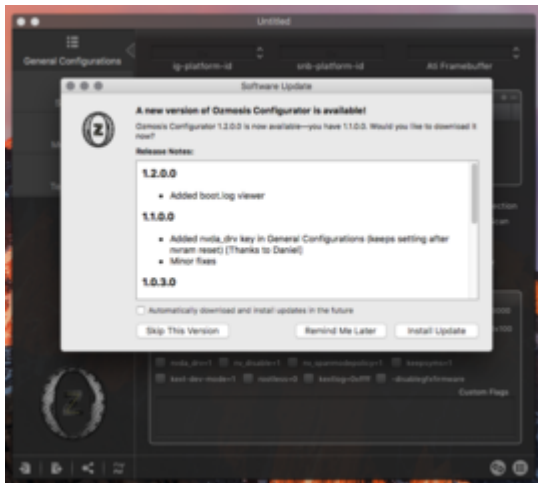 Untitled
General Configurations
ig-platform-id
snb-platform-id
Ati Framebuffer
Software Update
A new version of Ozmosis Configurator is available!
Ozmosis Configurator 1.2.0.0 is now available—you have 1.1.0.0. Would you like to download it
now?
Release Notes:
1.2.0.0
• Added boot.log viewer
1.1.0.0
• Added nvda_drv key in General Configurations (keeps setting after
nvram reset) (Thanks to Daniel)
• Minor fixes
1.0.3.0
Automatically download and install updates in the future
Skip This Version
Remind Me Later
Install Update
nvda_drv=1
nv_disable=1
nv_spanmodepolicy=1
keepsyms=1
kext-dev-mode=1
rootless=0
kextlog=0xffff
-disablegfxfirmware
Custom Flags